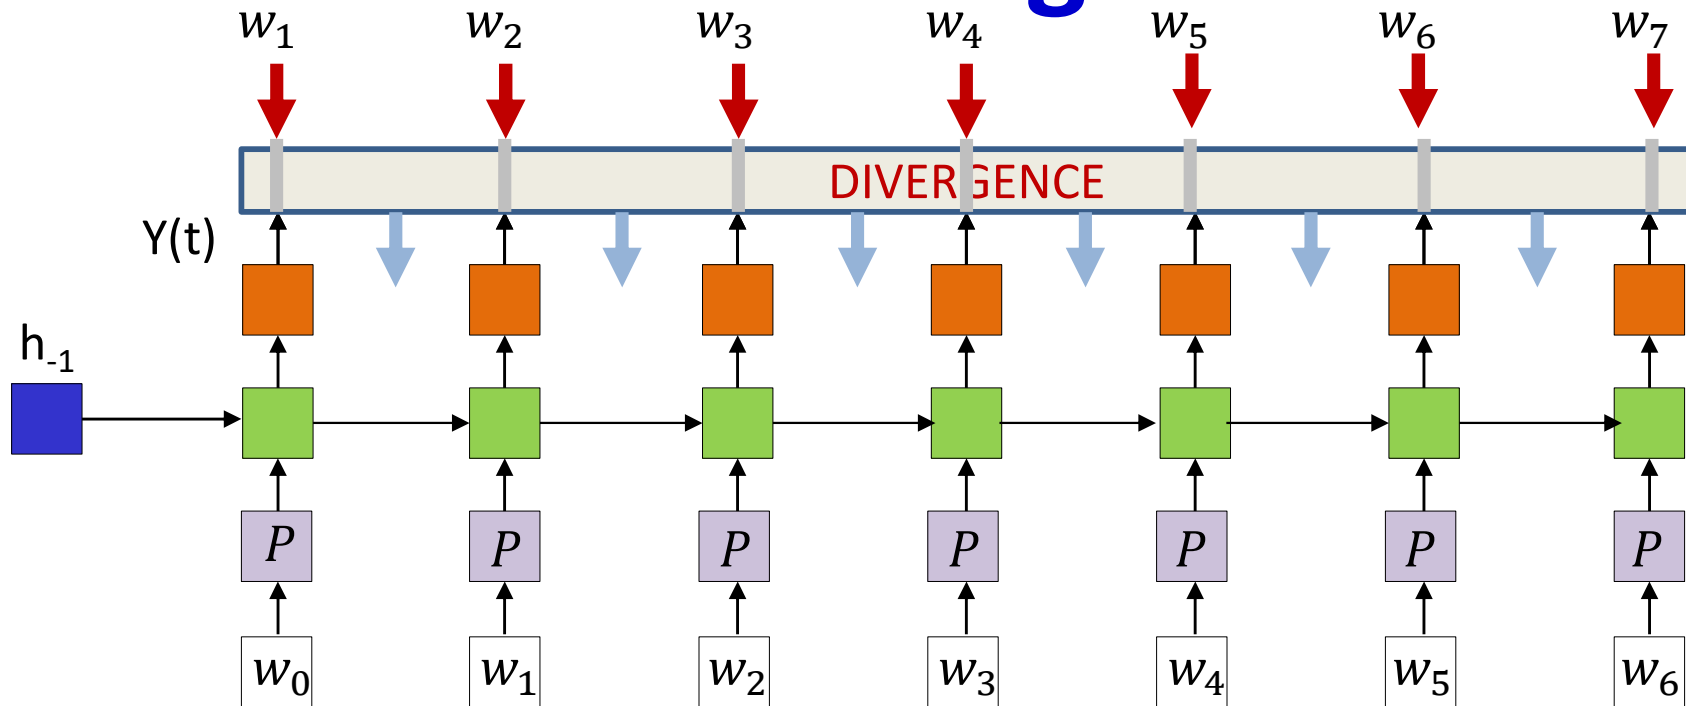 w₁ w₂ w₃ w₄ w₅ w₆ w₇
DIVERGENCE
Y(t)
h₋₁
P P P P P P P
w₀ w₁ w₂ w₃ w₄ w₅ w₆